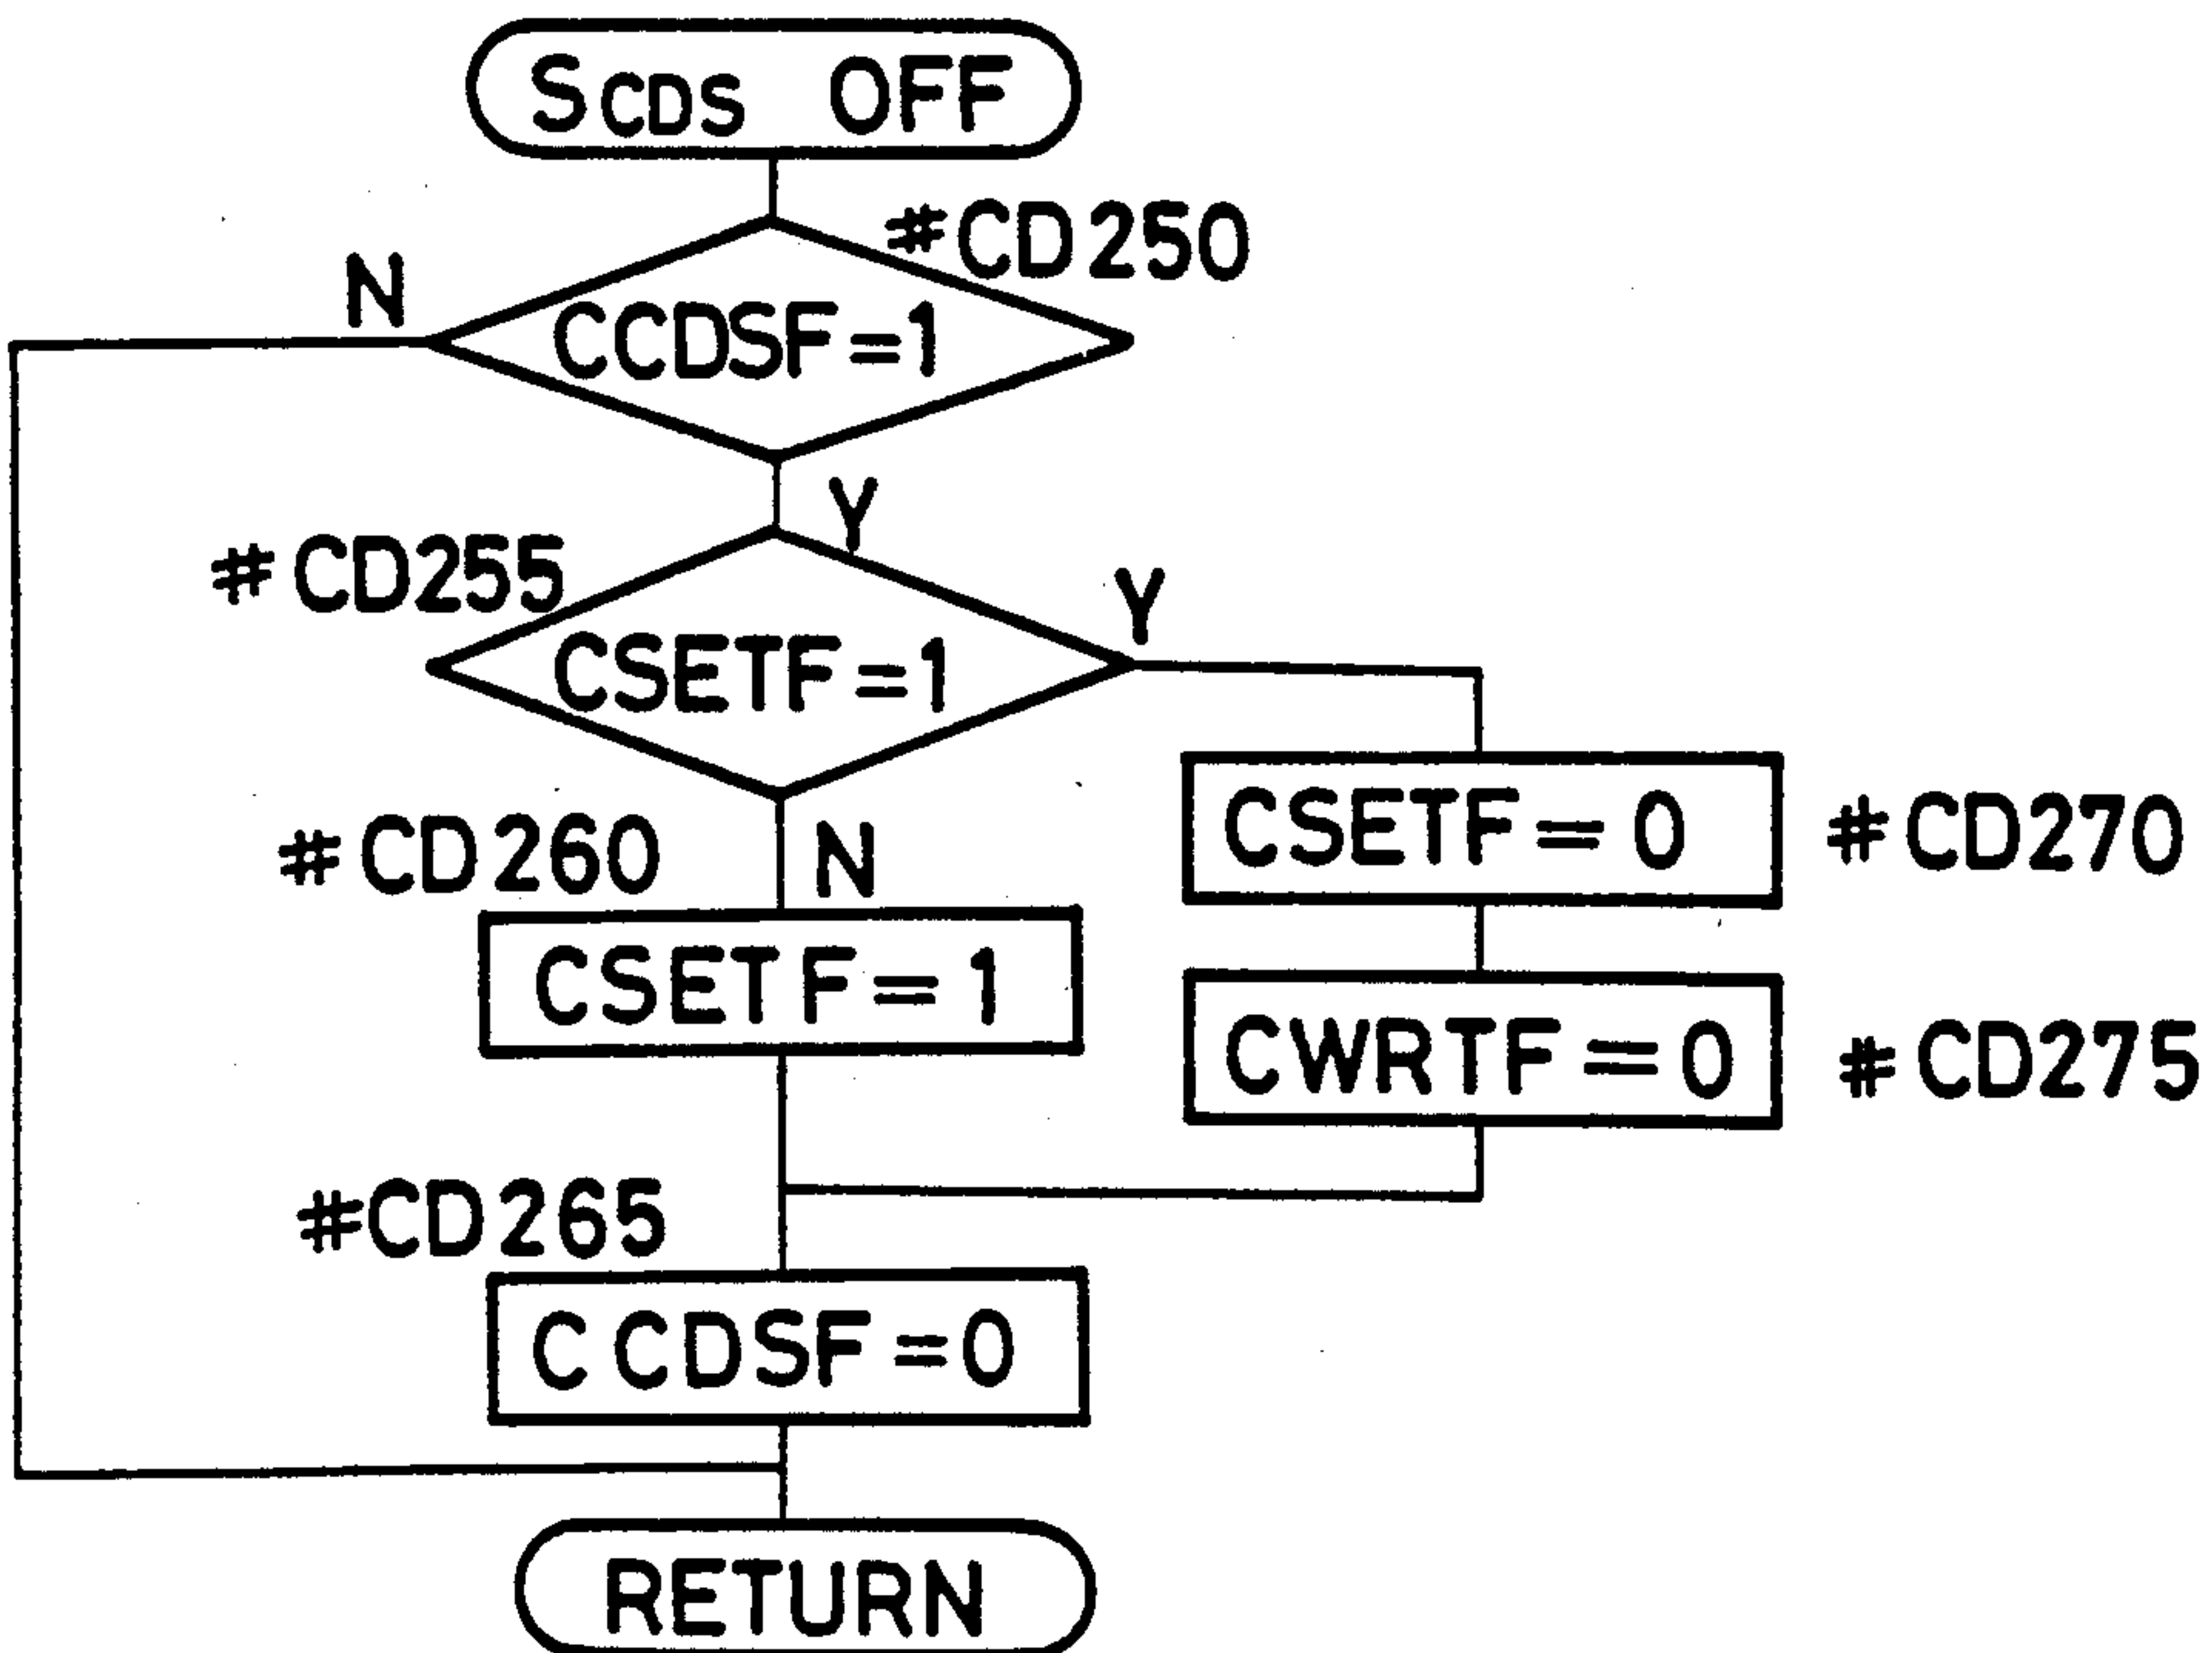 SCDS OFF
#CD250
N
CCDSF=1
Y
#CD255
Y
CSETF=1
CSETF=0 #CD270
#CD260
N
CSETF=1
CWRTF=0 #CD275
#CD265
CCDSF=0
RETURN